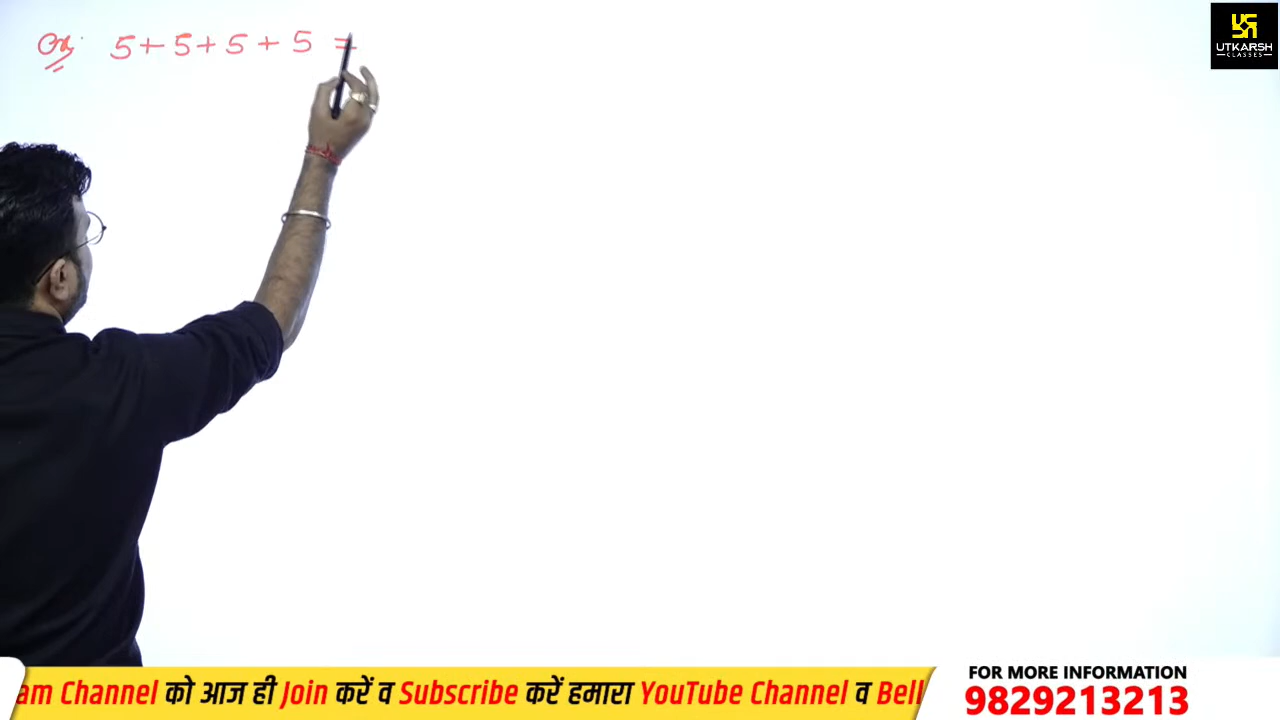 Ex. 5+5+5+5 =
UTKARSH
CLASSES
am Channel को आज ही Join करें व Subscribe करें हमारा YouTube Channel व Bell
FOR MORE INFORMATION
9829213213